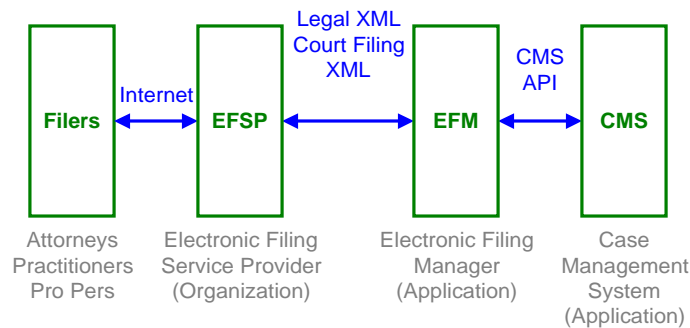 Legal XML
Court Filing
XML
CMS
API
Internet
Filers
EFSP
EFM
CMS
Attorneys
Practitioners
Pro Pers
Electronic Filing
Service Provider
(Organization)
Electronic Filing
Manager
(Application)
Case
Management
System
(Application)